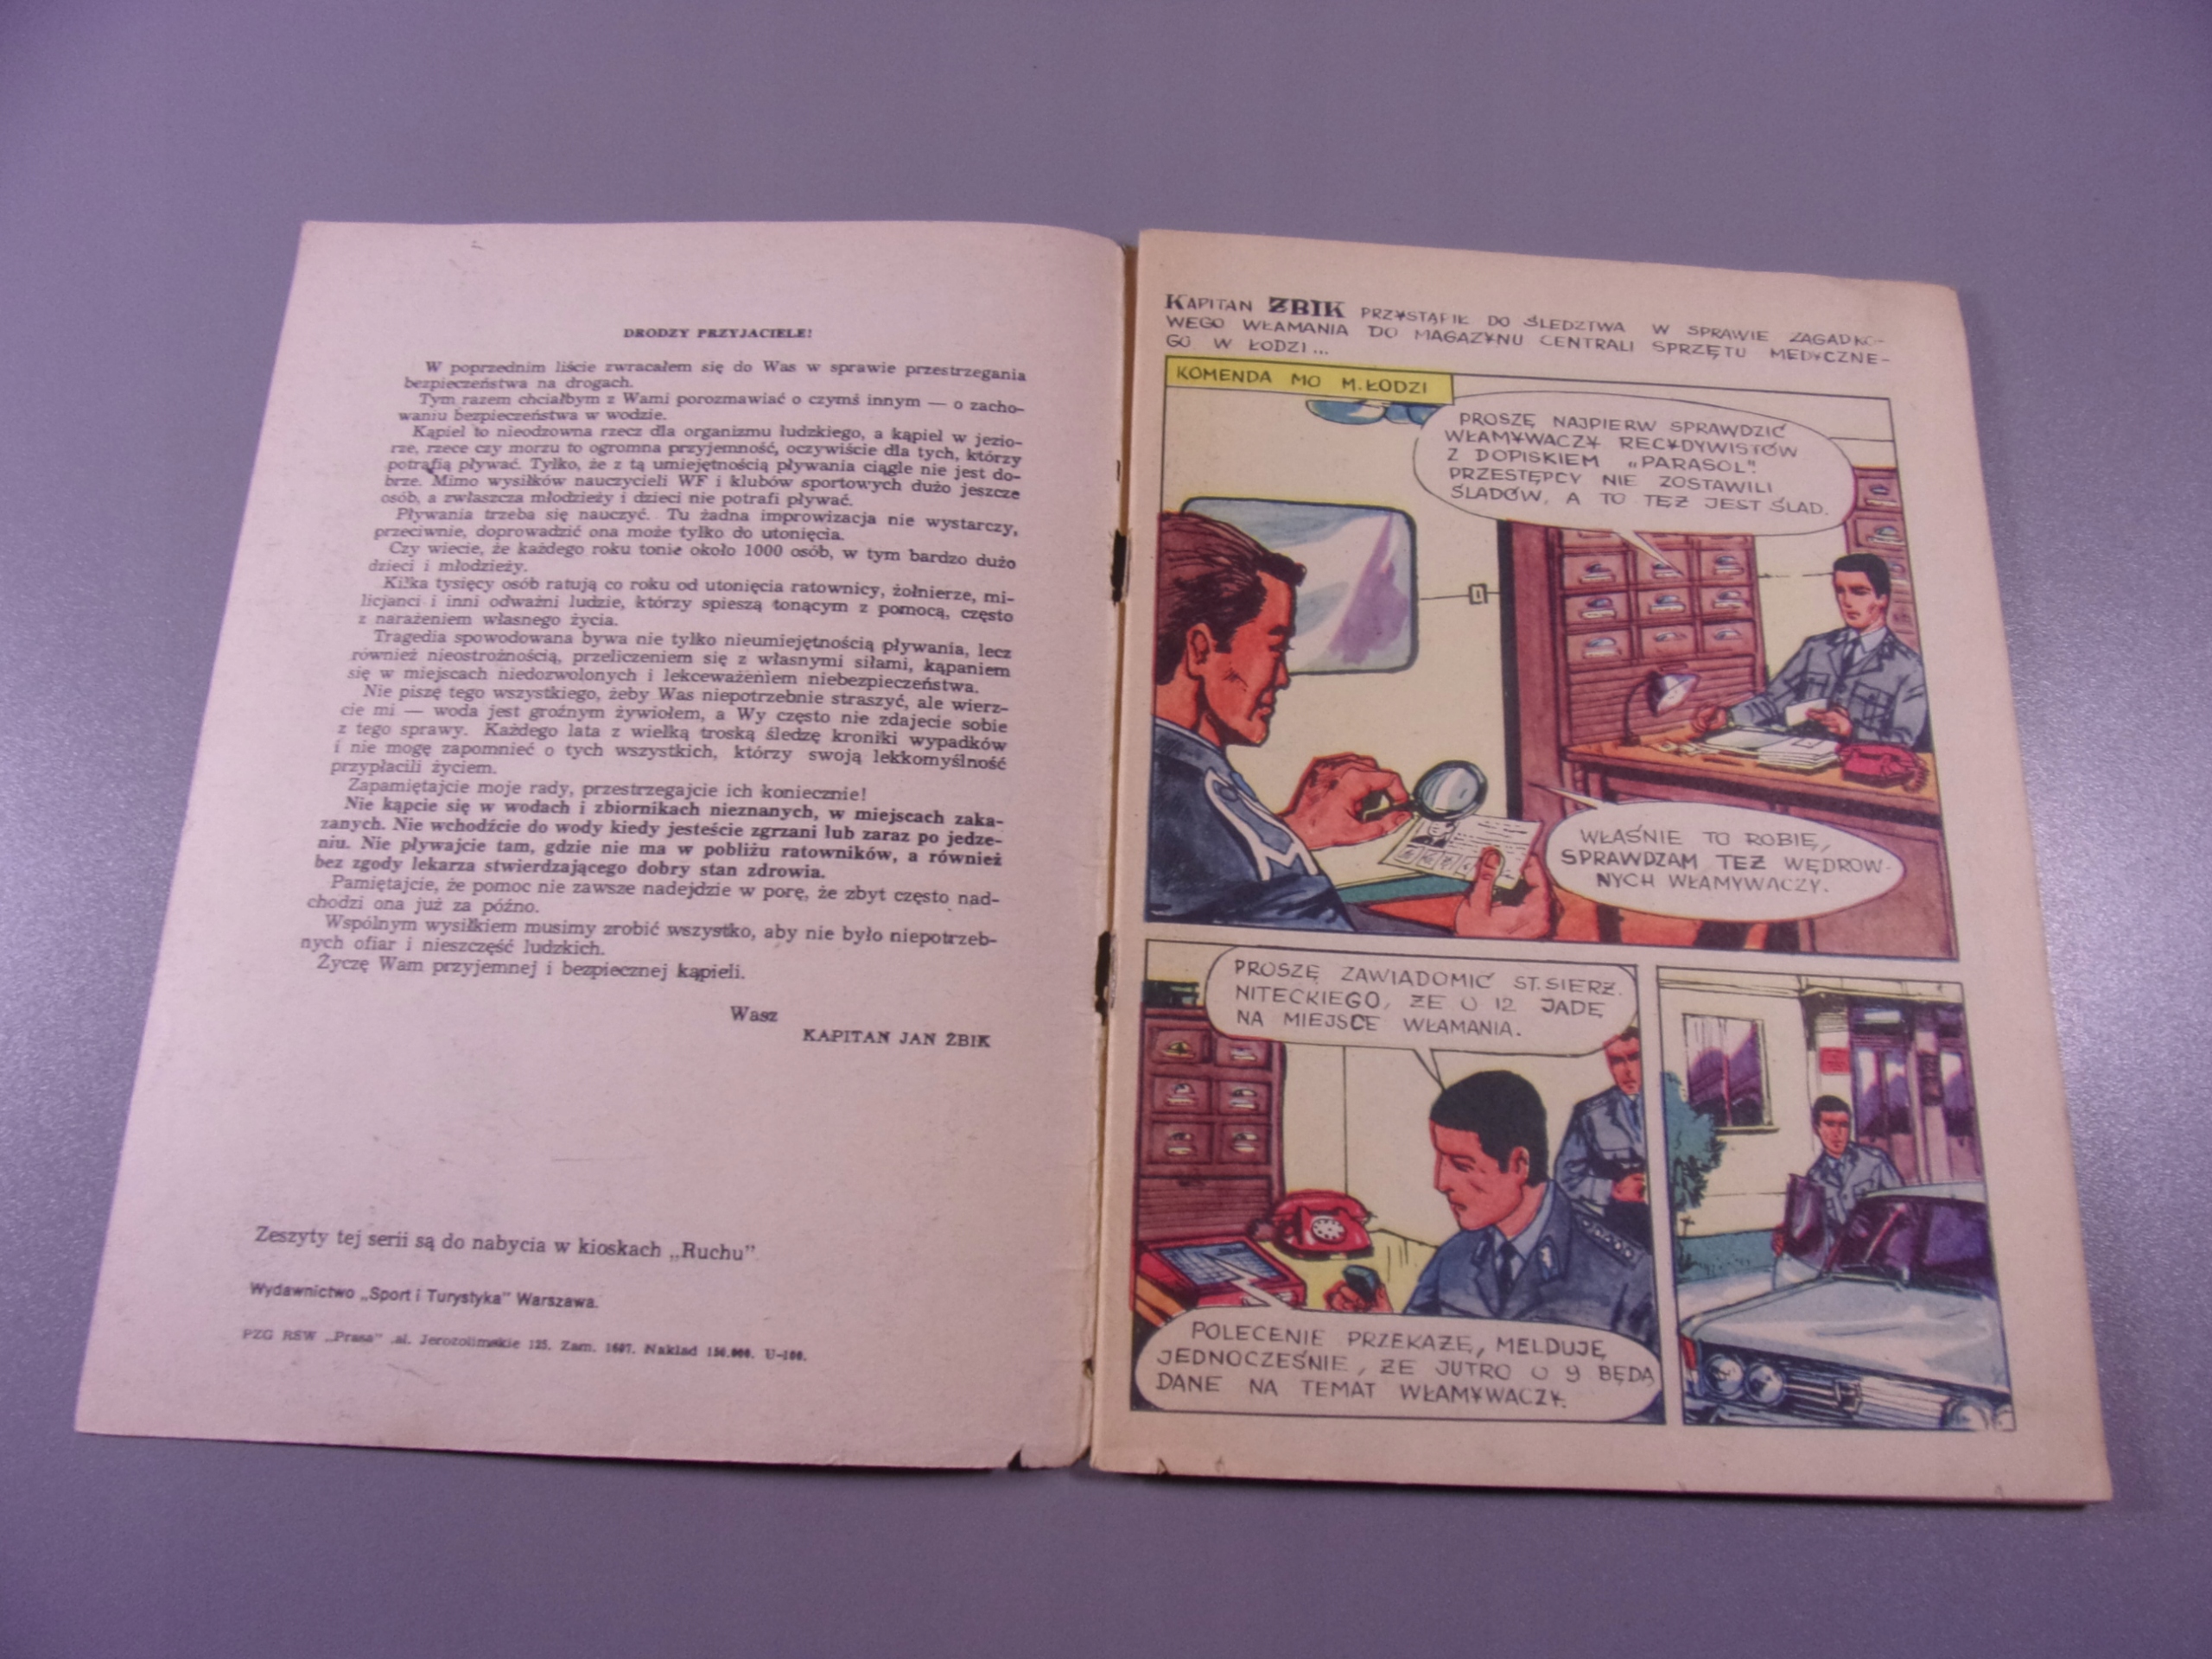 DRODZY PRZYJACIELE!
W poprzednim liście zwracałem się do Was w sprawie przestrzegania
bezpieczeństwa na drogach.
Tym razem chciałbym z Wami porozmawiać o czymś innym — o zacho-
waniu bezpieczeństwa w wodzie.
Kąpiel to nieodzowna rzecz dla organizmu ludzkiego, a kąpiel w jezio-
rze, rzece czy morzu to ogromna przyjemność, oczywiście dla tych, którzy
potrafią pływać. Tylko, że z tą umiejętnością pływania ciągle nie jest do-
brze. Mimo wysiłków nauczycieli WF i klubów sportowych dużo jeszcze
osób, a zwłaszcza młodzieży i dzieci nie potrafi pływać.
Pływania trzeba się nauczyć. Tu żadna improwizacja nie wystarczy,
przeciwnie, doprowadzić ona może tylko do utonięcia.
Czy wiecie, że każdego roku tonie około 1000 osób, w tym bardzo dużo
dzieci i młodzieży.
Kilka tysięcy osób ratują co roku od utonięcia ratownicy, żołnierze, mi-
licjanci i inni odważni ludzie, którzy spieszą tonącym z pomocą, często
z narażeniem własnego życia.
Tragedia spowodowana bywa nie tylko nieumiejętnością pływania, lecz
również nieostrożnością, przeliczeniem się z własnymi siłami, kąpaniem
się w miejscach niedozwolonych i lekceważeniem niebezpieczeństwa.
Nie piszę tego wszystkiego, żeby Was niepotrzebnie straszyć, ale wierz-
cie mi — woda jest groźnym żywiołem, a Wy często nie zdajecie sobie
z tego sprawy. Każdego lata z wielką troską śledzę kroniki wypadków
i nie mogę zapomnieć o tych wszystkich, którzy swoją lekkomyślność
przypłacili życiem.
Zapamiętajcie moje rady, przestrzegajcie ich koniecznie!
Nie kąpcie się w wodach i zbiornikach nieznanych, w miejscach zaka-
zanych. Nie wchodźcie do wody kiedy jesteście zgrzani lub zaraz po jedze-
niu. Nie pływajcie tam, gdzie nie ma w pobliżu ratowników, a również
bez zgody lekarza stwierdzającego dobry stan zdrowia.
Pamiętajcie, że pomoc nie zawsze nadejdzie w porę, że zbyt często nad-
chodzi ona już za późno.
Wspólnym wysiłkiem musimy zrobić wszystko, aby nie było niepotrzeb-
nych ofiar i nieszczęść ludzkich.
Życzę Wam przyjemnej i bezpiecznej kąpieli.
Wasz
KAPITAN JAN ŻBIK
Zeszyty tej serii są do nabycia w kioskach „Ruchu”.
Wydawnictwo „Sport i Turystyka” Warszawa.
PZG RSW „Prasa” al. Jerozolimskie 125. Zam. 1607. Nakład 150.000. U-100.
KAPITAN ŻBIK PRZYSTĄPIŁ DO ŚLEDZTWA W SPRAWIE ZAGADKO-
WEGO WŁAMANIA DO MAGAZYNU CENTRALI SPRZĘTU MEDYCZNE-
GO W ŁODZI...
KOMENDA MO M. ŁODZI
PROSZĘ NAJPIERW SPRAWDZIĆ
WŁAMYWACZY RECYDYWISTÓW
Z DOPISKIEM „PARASOL”.
PRZESTĘPCY NIE ZOSTAWILI
ŚLADÓW, A TO TEŻ JEST ŚLAD.
WŁAŚNIE TO ROBIĘ,
SPRAWDZAM TEŻ WĘDROW-
NYCH WŁAMYWACZY.
PROSZĘ ZAWIADOMIĆ ST. SIERŻ.
NITECKIEGO, ŻE O 12 JADĘ
NA MIEJSCE WŁAMANIA.
POLECENIE PRZEKAŻĘ, MELDUJĘ
JEDNOCZEŚNIE, ŻE JUTRO O 9 BĘDĄ
DANE NA TEMAT WŁAMYWACZY.